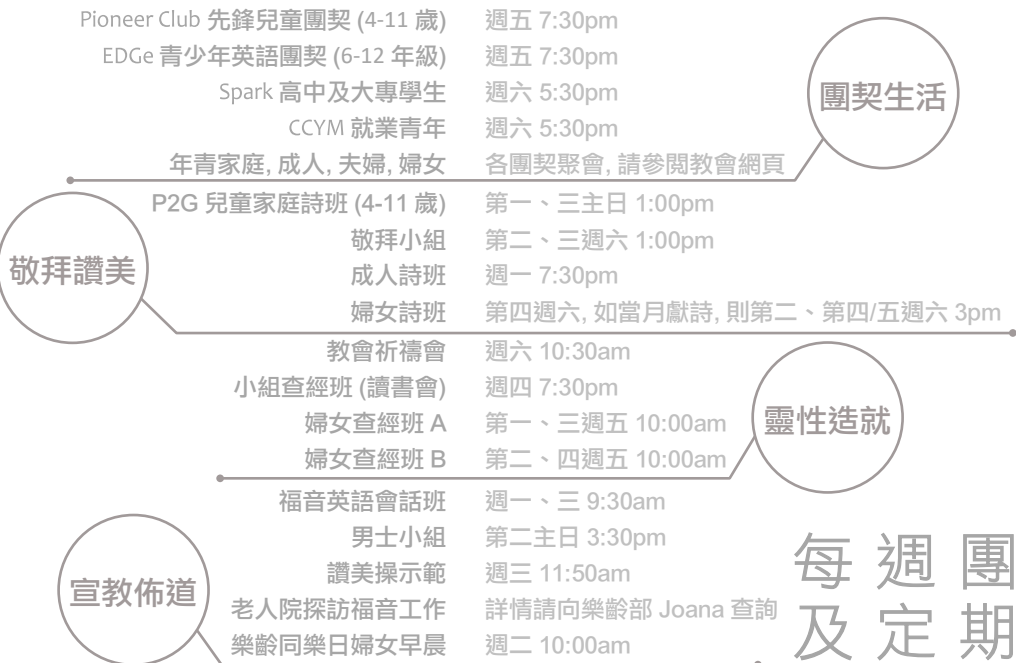 Pioneer Club 先鋒兒童團契 (4-11 歲) 週五 7:30pm
EDGe 青少年英語團契 (6-12 年級) 週五 7:30pm
Spark 高中及大專學生 週六 5:30pm
CCYM 就業青年 週六 5:30pm
年青家庭, 成人, 夫婦, 婦女 各團契聚會, 請參閱教會網頁
團契生活
P2G 兒童家庭詩班 (4-11 歲) 第一、三主日 1:00pm
敬拜小組 第二、三週六 1:00pm
成人詩班 週一 7:30pm
婦女詩班 第四週六, 如當月獻詩, 則第二、第四/五週六 3pm
敬拜讚美
教會祈禱會 週六 10:30am
小組查經班 (讀書會) 週四 7:30pm
婦女查經班 A 第一、三週五 10:00am
婦女查經班 B 第二、四週五 10:00am
靈性造就
福音英語會話班 週一、三 9:30am
男士小組 第二主日 3:30pm
讚美操示範 週三 11:50am
老人院探訪福音工作 詳情請向樂齡部 Joana 查詢
樂齡同樂日婦女早晨 週二 10:00am
宣教佈道
每週團
及定期